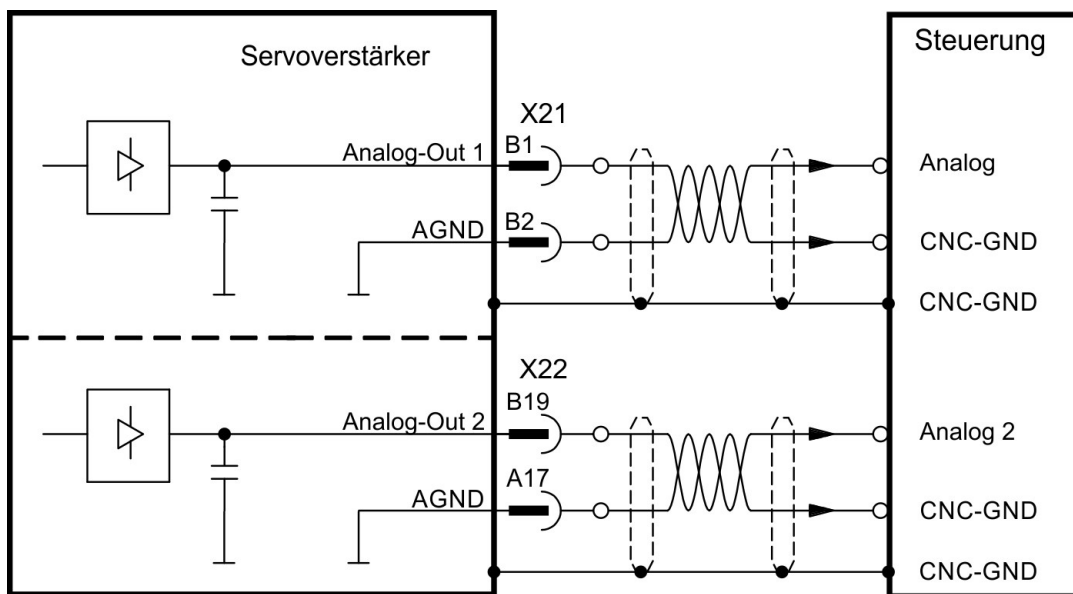 Servoverstärker
Steuerung
X21
Analog-Out 1
B1
Analog
AGND
B2
CNC-GND
CNC-GND
X22
Analog-Out 2
B19
Analog 2
AGND
A17
CNC-GND
CNC-GND